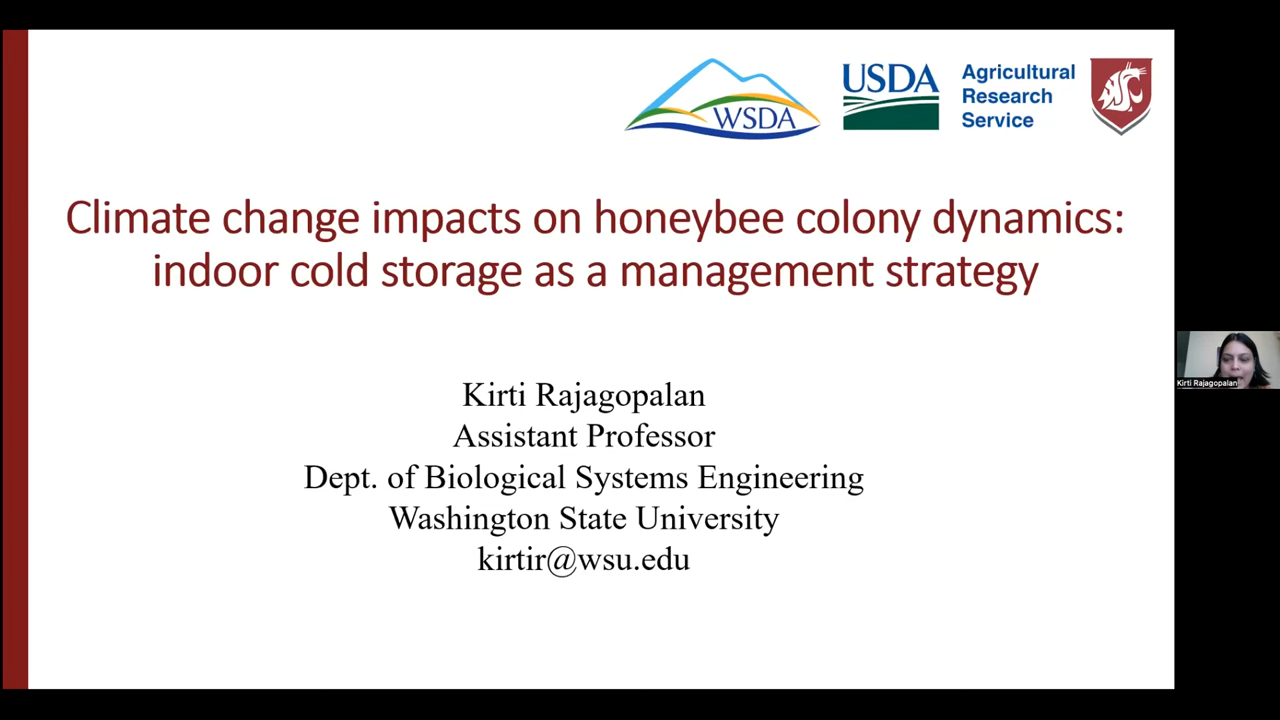 WSDA
USDA
Agricultural
Research
Service
Climate change impacts on honeybee colony dynamics:
indoor cold storage as a management strategy
Kirti Rajagopalan
Assistant Professor
Dept. of Biological Systems Engineering
Washington State University
kirtir@wsu.edu
Kirti Rajagopalan